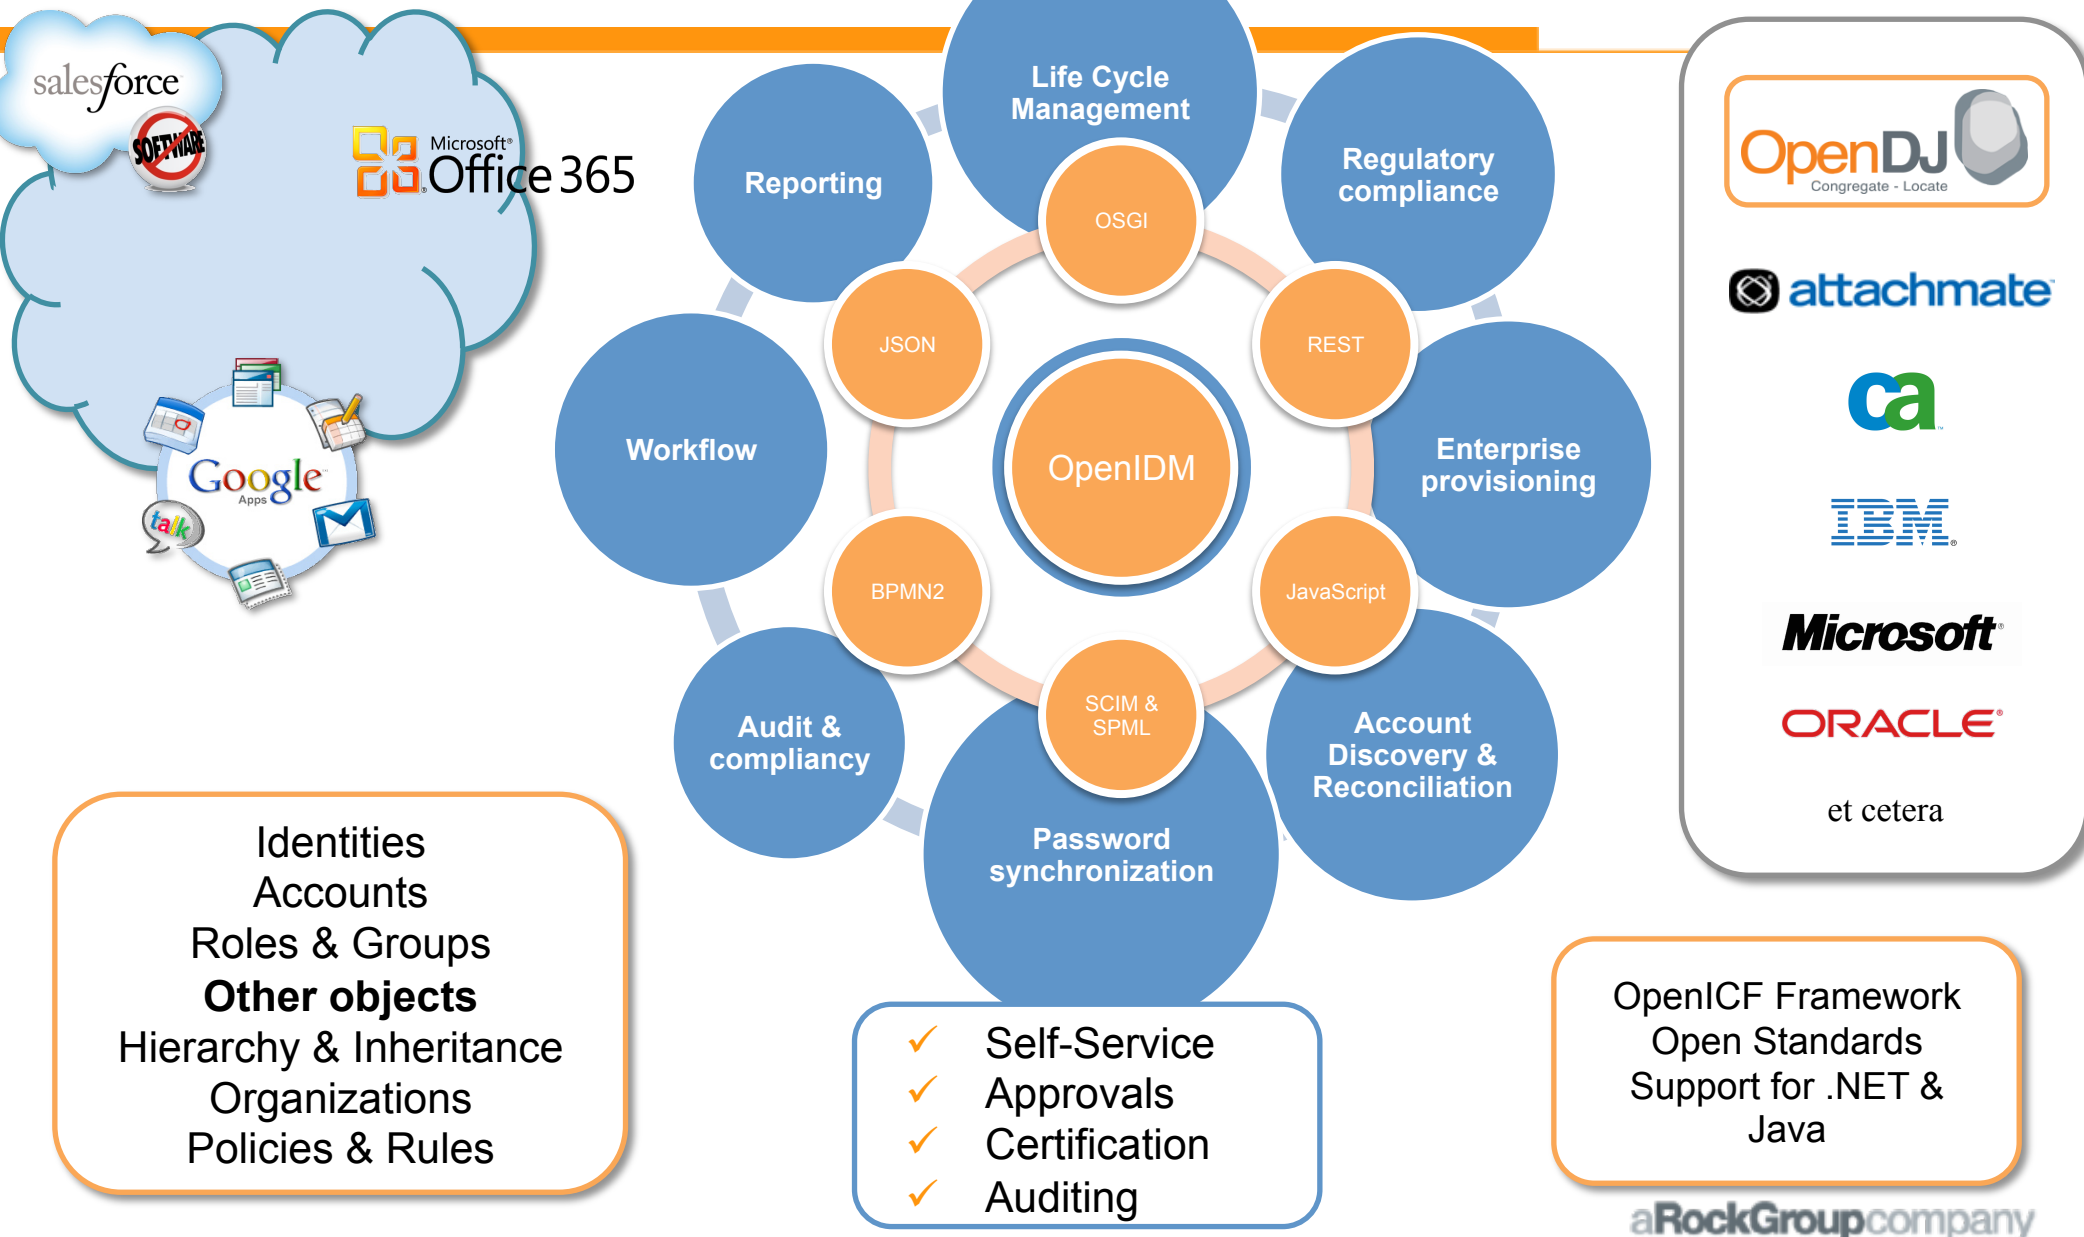 salesforce
SOFTWARE
Microsoft®
Office 365
Google™
Apps
talk
Life Cycle
Management
Regulatory
compliance
Enterprise
provisioning
Account
Discovery &
Reconciliation
Password
synchronization
Audit &
compliancy
Workflow
Reporting
OSGI
REST
JavaScript
SCIM &
SPML
BPMN2
JSON
OpenIDM
OpenDJ
Congregate - Locate
attachmate
ca
IBM®
Microsoft®
ORACLE®
et cetera
Identities
Accounts
Roles & Groups
Other objects
Hierarchy & Inheritance
Organizations
Policies & Rules
✓ Self-Service
✓ Approvals
✓ Certification
✓ Auditing
OpenICF Framework
Open Standards
Support for .NET &
Java
aRockGroupcompany